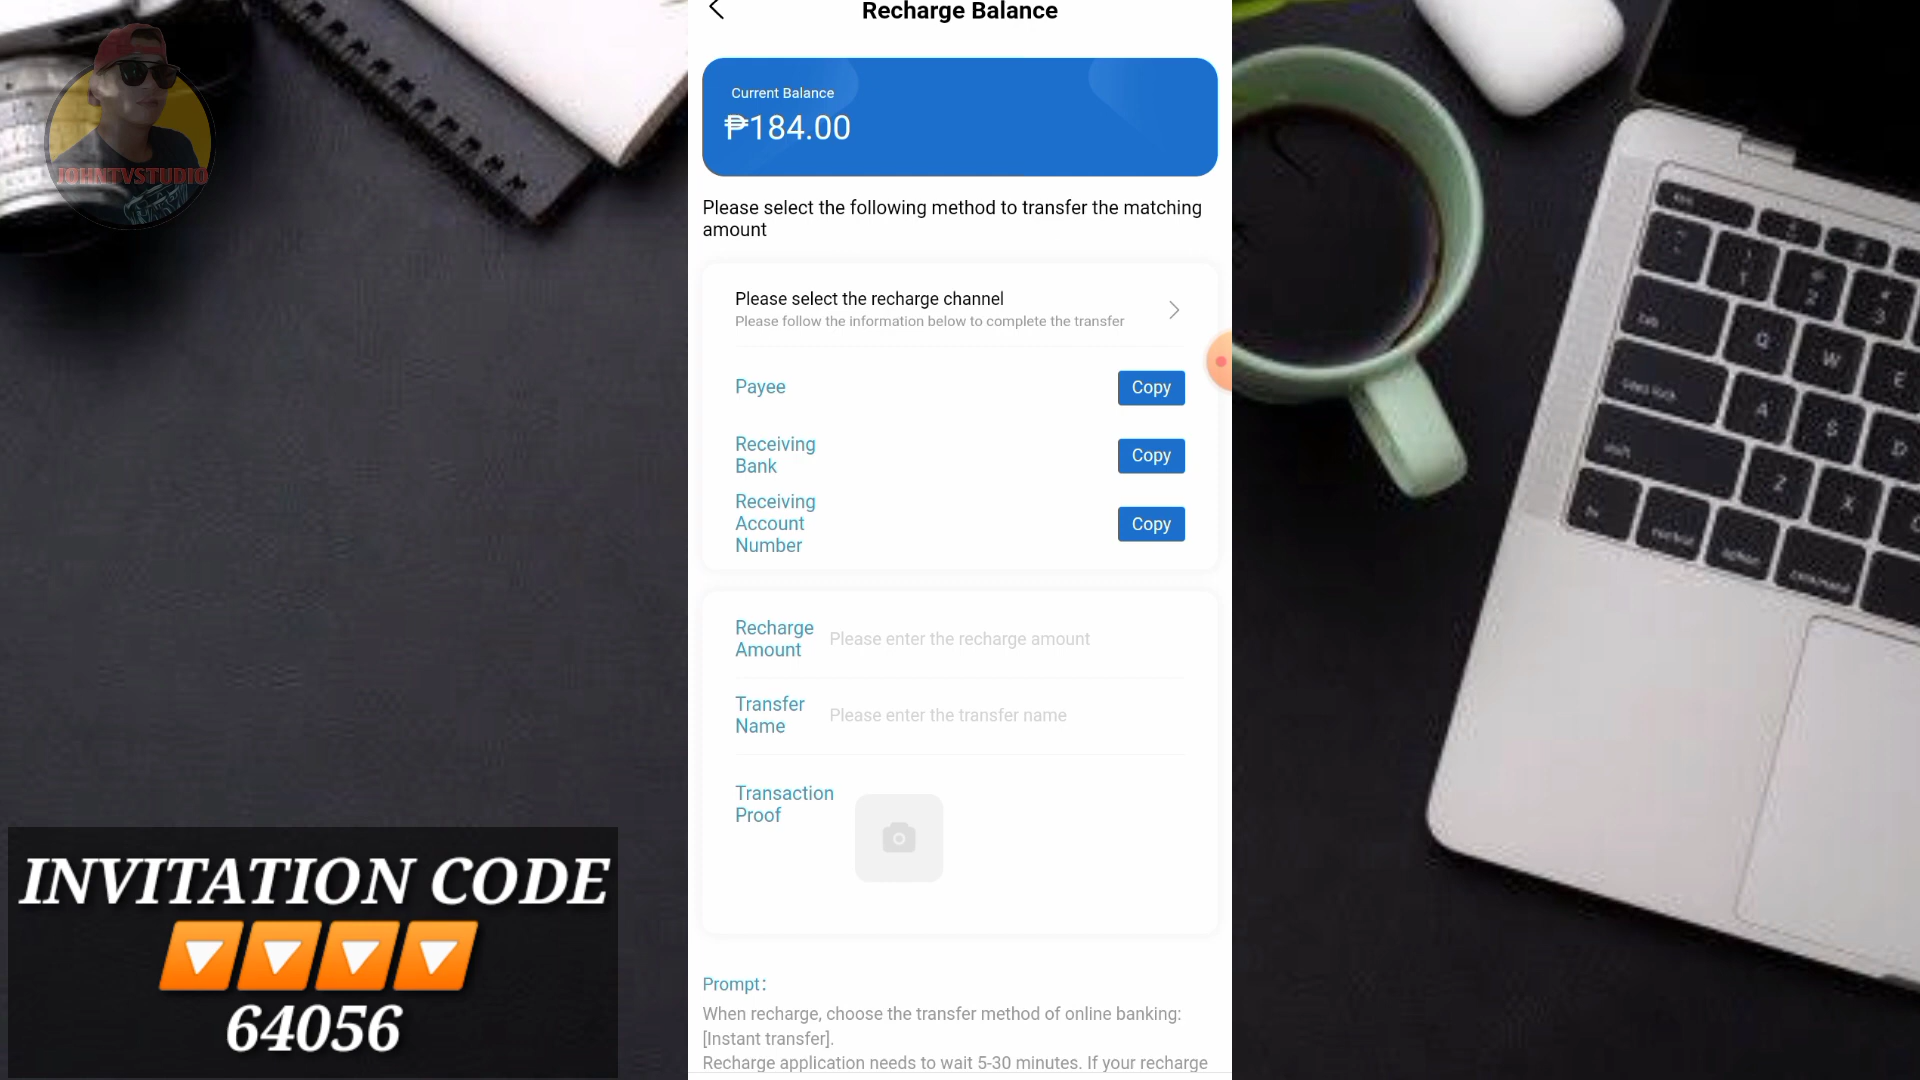 Recharge Balance
Current Balance
₱184.00
Please select the following method to transfer the matching
amount
Please select the recharge channel
Please follow the information below to complete the transfer
Payee
Copy
Receiving
Bank
Copy
Receiving
Account
Number
Copy
Recharge
Amount
Please enter the recharge amount
Transfer
Name
Please enter the transfer name
Transaction
Proof
Prompt:
When recharge, choose the transfer method of online banking:
[Instant transfer].
Recharge application needs to wait 5-30 minutes. If your recharge
JOHNTVSTUDIO
INVITATION CODE
64056
Q
W
E
A
S
D
Z
X